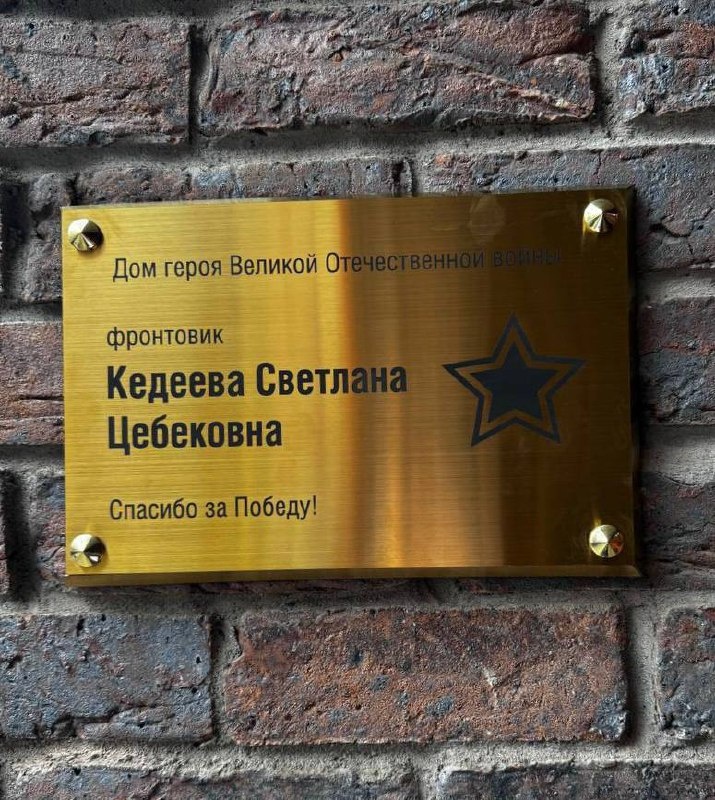 Дом героя Великой Отечественной войны
фронтовик
Кедеева Светлана
Цебековна
Спасибо за Победу!